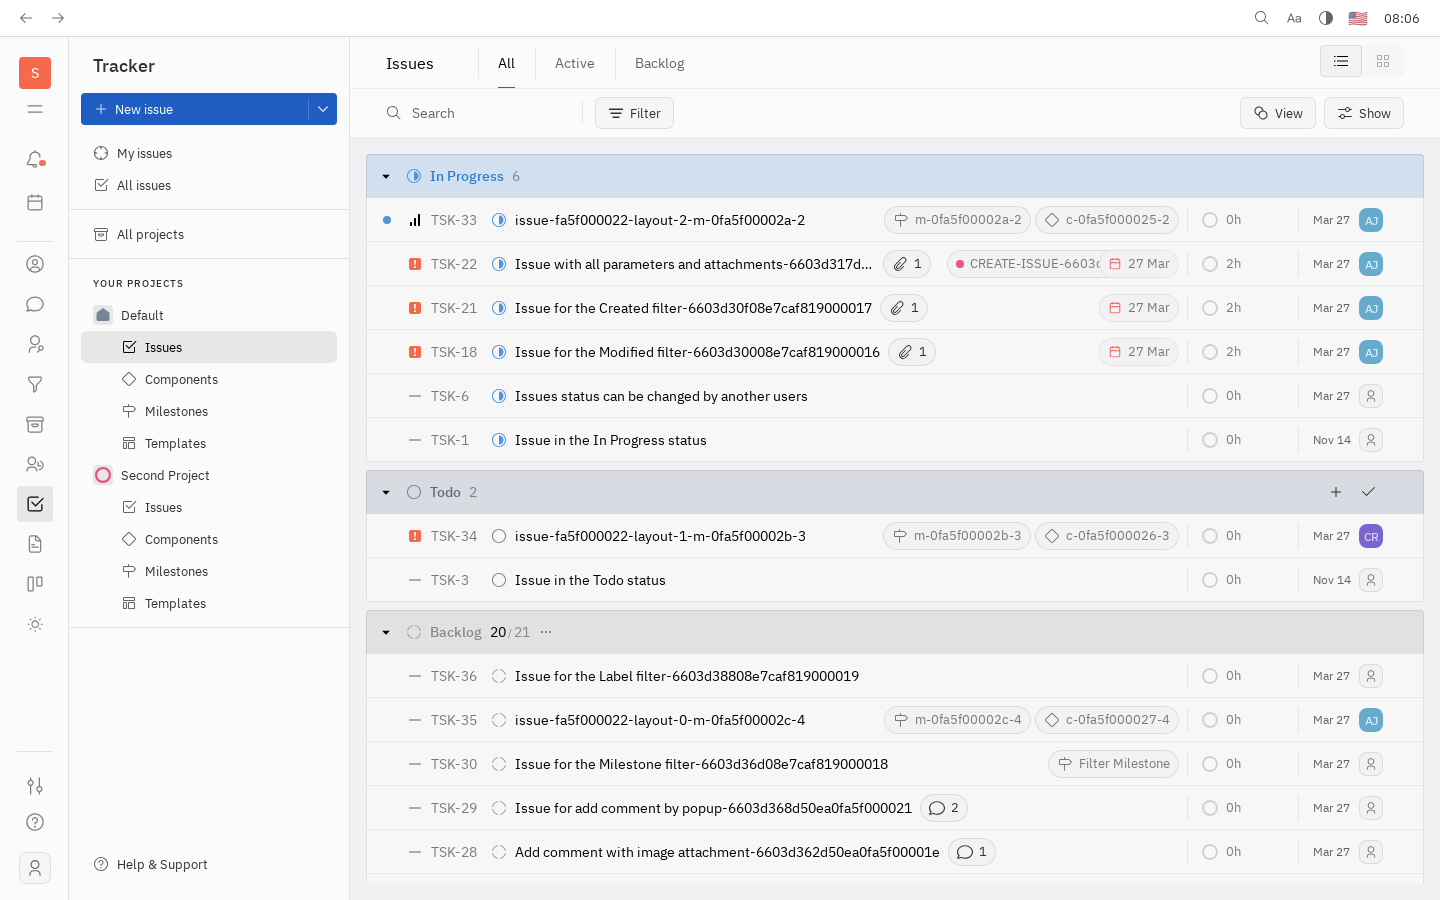 Aa 08:06
S
Tracker
New issue
My issues
All issues
All projects
YOUR PROJECTS
Default
Issues
Components
Milestones
Templates
Second Project
Issues
Components
Milestones
Templates
Help & Support
Issues All Active Backlog
Search Filter View Show
In Progress 6
TSK-33 issue-fa5f000022-layout-2-m-0fa5f00002a-2 m-0fa5f00002a-2 c-0fa5f000025-2 0h Mar 27 AJ
TSK-22 Issue with all parameters and attachments-6603d317d... 1 CREATE-ISSUE-6603 27 Mar 2h Mar 27 AJ
TSK-21 Issue for the Created filter-6603d30f08e7caf819000017 1 27 Mar 2h Mar 27 AJ
TSK-18 Issue for the Modified filter-6603d30008e7caf819000016 1 27 Mar 2h Mar 27 AJ
TSK-6 Issues status can be changed by another users 0h Mar 27
TSK-1 Issue in the In Progress status 0h Nov 14
Todo 2
TSK-34 issue-fa5f000022-layout-1-m-0fa5f00002b-3 m-0fa5f00002b-3 c-0fa5f000026-3 0h Mar 27 CR
TSK-3 Issue in the Todo status 0h Nov 14
Backlog 20/21 ...
TSK-36 Issue for the Label filter-6603d38808e7caf819000019 0h Mar 27
TSK-35 issue-fa5f000022-layout-0-m-0fa5f00002c-4 m-0fa5f00002c-4 c-0fa5f000027-4 0h Mar 27 AJ
TSK-30 Issue for the Milestone filter-6603d36d08e7caf819000018 Filter Milestone 0h Mar 27
TSK-29 Issue for add comment by popup-6603d368d50ea0fa5f000021 2 0h Mar 27
TSK-28 Add comment with image attachment-6603d362d50ea0fa5f00001e 1 0h Mar 27